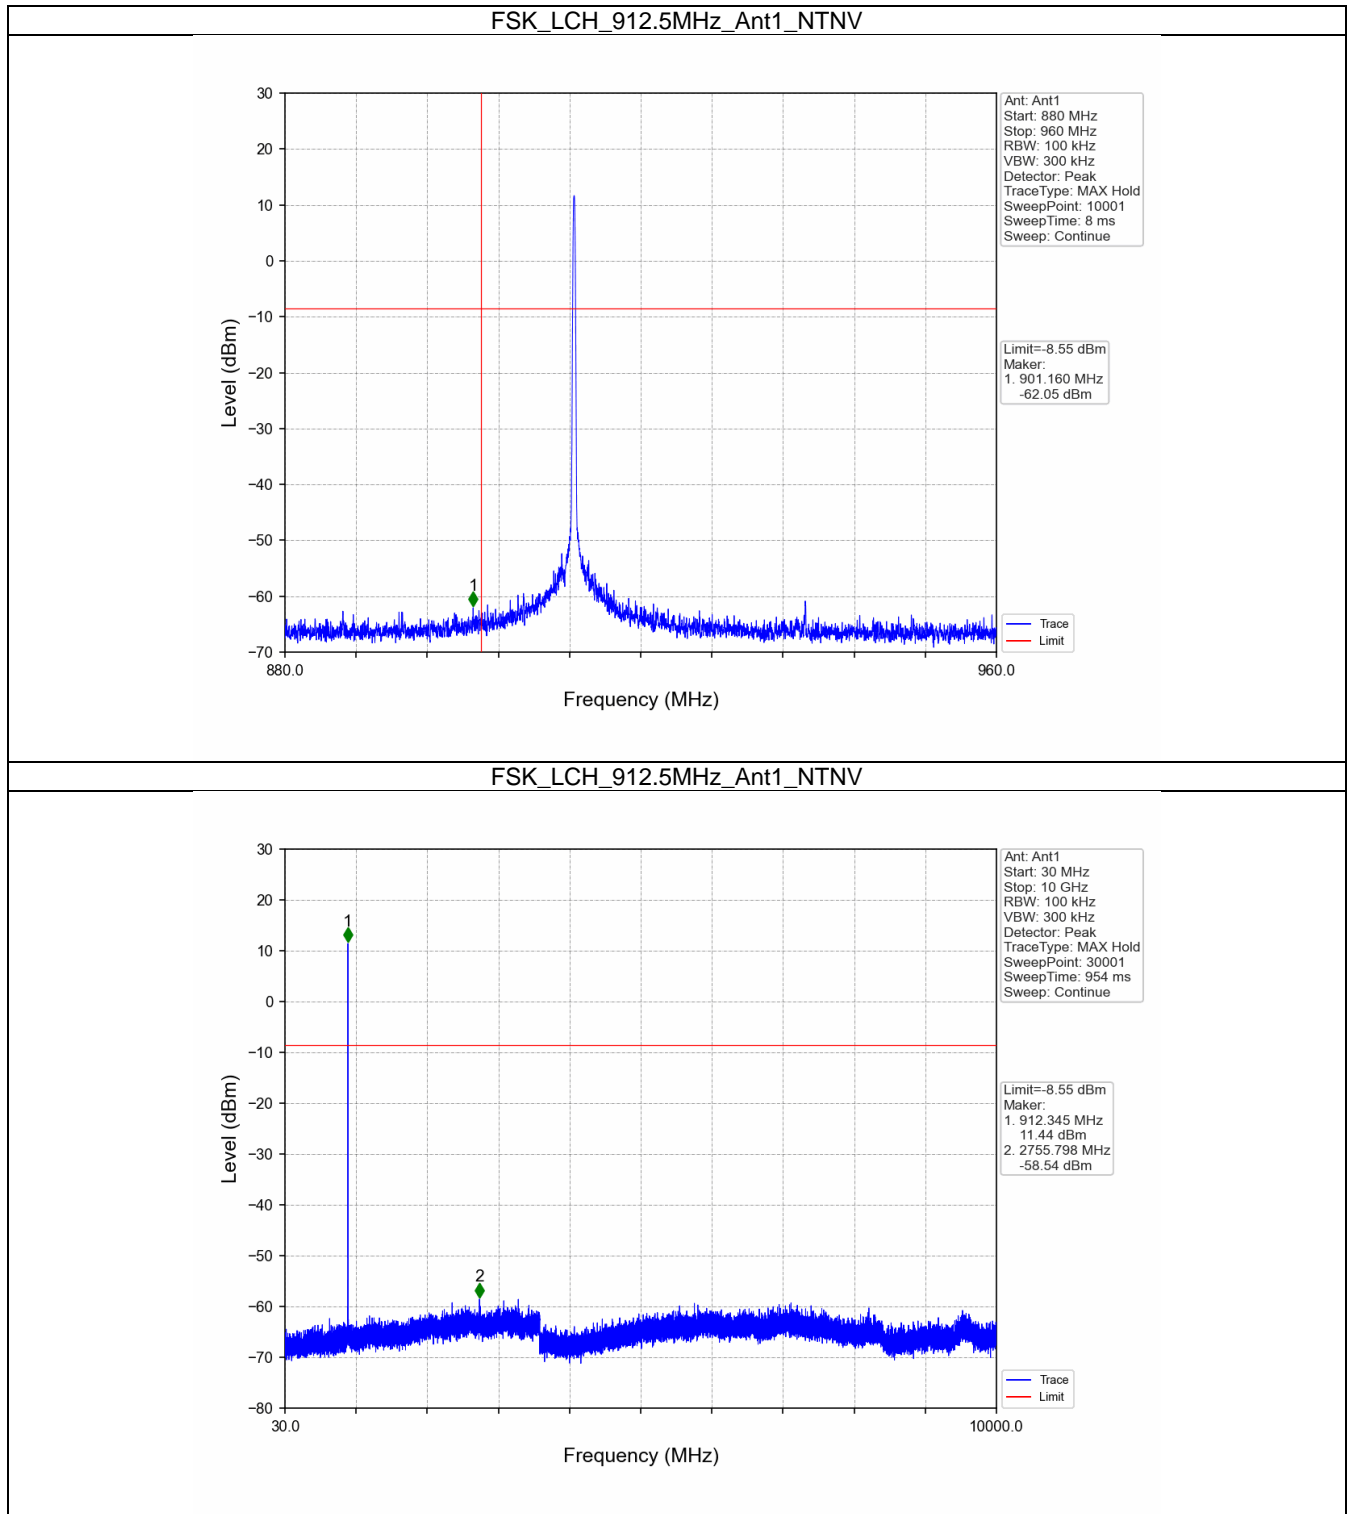 FSK_LCH_912.5MHz_Ant1_NTNV
30
20
10
0
−10
−20
−30
−40
−50
−60
−70
Level (dBm)
1
880.0
960.0
Frequency (MHz)
Ant: Ant1
Start: 880 MHz
Stop: 960 MHz
RBW: 100 kHz
VBW: 300 kHz
Detector: Peak
TraceType: MAX Hold
SweepPoint: 10001
SweepTime: 8 ms
Sweep: Continue
Limit=-8.55 dBm
Maker:
1. 901.160 MHz
-62.05 dBm
Trace
Limit
FSK_LCH_912.5MHz_Ant1_NTNV
30
20
10
0
−10
−20
−30
−40
−50
−60
−70
−80
Level (dBm)
1
2
30.0
10000.0
Frequency (MHz)
Ant: Ant1
Start: 30 MHz
Stop: 10 GHz
RBW: 100 kHz
VBW: 300 kHz
Detector: Peak
TraceType: MAX Hold
SweepPoint: 30001
SweepTime: 954 ms
Sweep: Continue
Limit=-8.55 dBm
Maker:
1. 912.345 MHz
11.44 dBm
2. 2755.798 MHz
-58.54 dBm
Trace
Limit